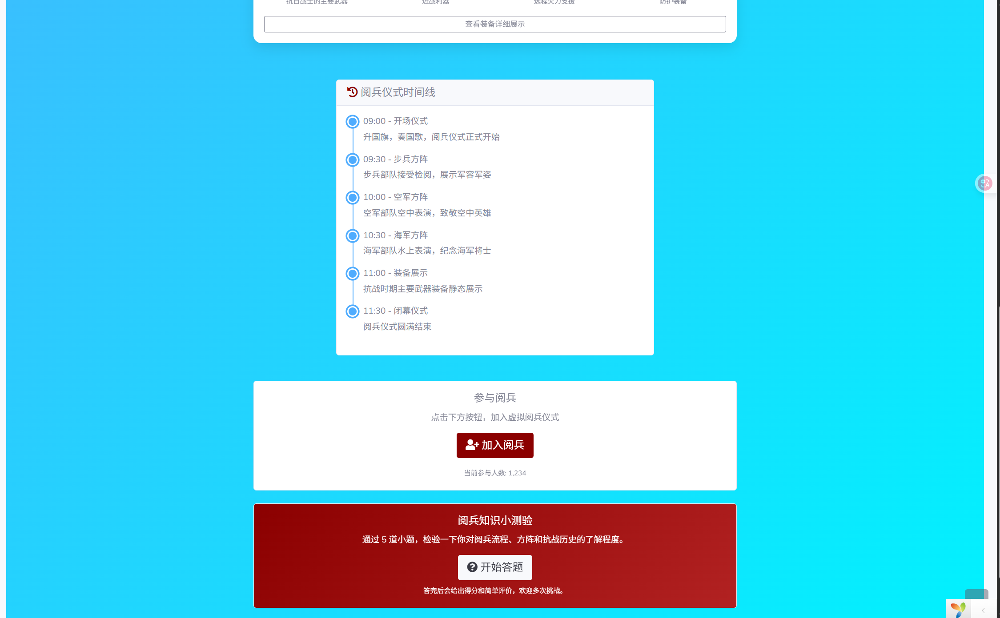 抗日战士的主要武器
近战利器
远程火力支援
防护装备
查看装备详细展示
阅兵仪式时间线
09:00 - 开场仪式
升国旗，奏国歌，阅兵仪式正式开始
09:30 - 步兵方阵
步兵部队接受检阅，展示军容军姿
10:00 - 空军方阵
空军部队空中表演，致敬空中英雄
10:30 - 海军方阵
海军部队水上表演，纪念海军将士
11:00 - 装备展示
抗战时期主要武器装备静态展示
11:30 - 闭幕仪式
阅兵仪式圆满结束
参与阅兵
点击下方按钮，加入虚拟阅兵仪式
加入阅兵
当前参与人数: 1,234
阅兵知识小测验
通过 5 道小题，检验一下你对阅兵流程、方阵和抗战历史的了解程度。
开始答题
答完后会给出得分和简单评价，欢迎多次挑战。